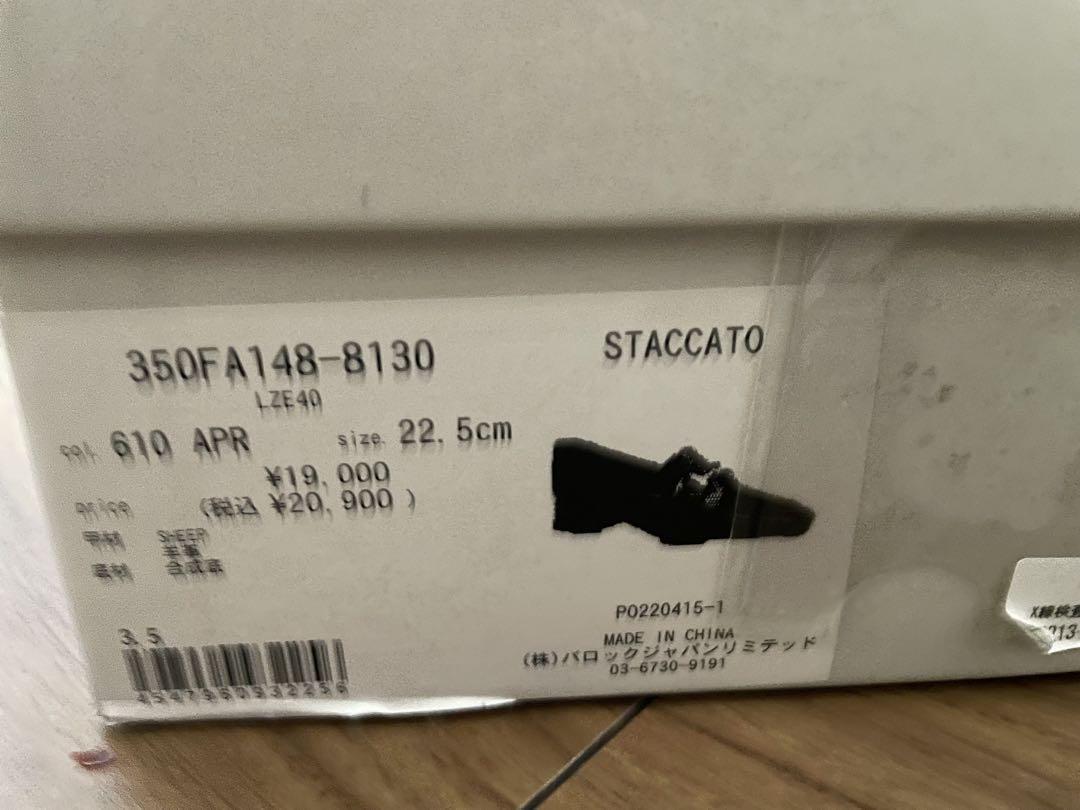 350FA148-8130
LZE40
STACCATO
col. 610 APR
size. 22.5cm
¥19,000
price (税込 ¥20,900 )
甲材 SHEEP
羊革
底材 合成底
3.5
P0220415-1
MADE IN CHINA
(株)バロックジャパンリミテッド
03-6730-9191
X線検